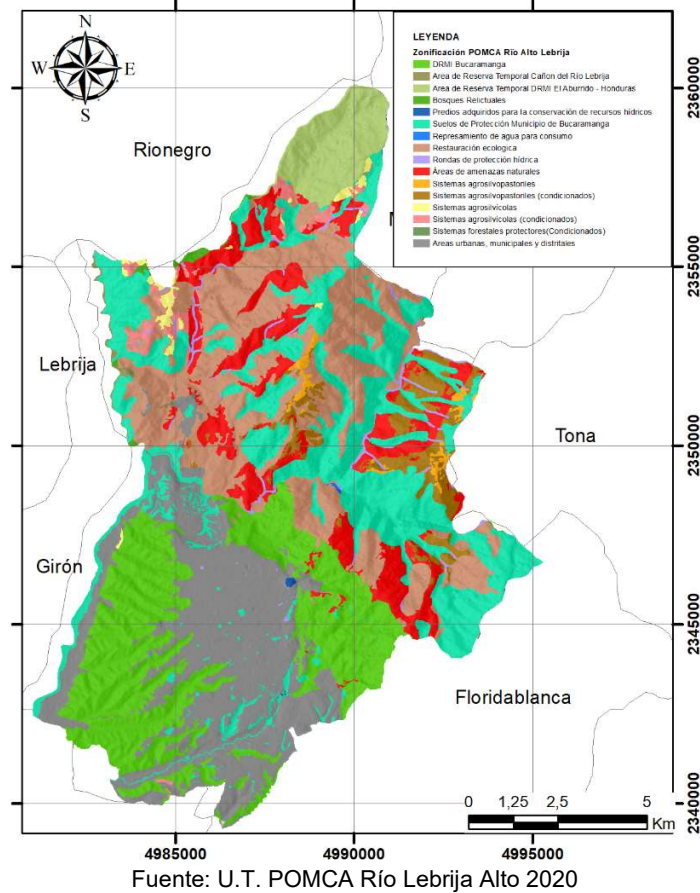 N
W E
S
LEYENDA
Zonificación POMCA Río Alto Lebrija
DRMI Bucaramanga
Area de Reserva Temporal Cañon del Río Lebrija
Area de Reserva Temporal DRMI El Aburrido - Honduras
Bosques Relictuales
Predios adquiridos para la conservación de recursos hídricos
Suelos de Protección Municipio de Bucaramanga
Represamiento de agua para consumo
Restauración ecologica
Rondas de protección hídrica
Áreas de amenazas naturales
Sistemas agrosilvopastoriles
Sistemas agrosilvopastoriles (condicionados)
Sistemas agrosilvícolas
Sistemas agrosilvícolas (condicionados)
Sistemas forestales protectores(Condicionados)
Areas urbanas, municipales y distritales
2360000
Rionegro
2355000
Lebrija
Tona
2350000
Girón
2345000
Floridablanca
0 1,25 2,5 5
Km
2340000
4985000 4990000 4995000
Fuente: U.T. POMCA Río Lebrija Alto 2020